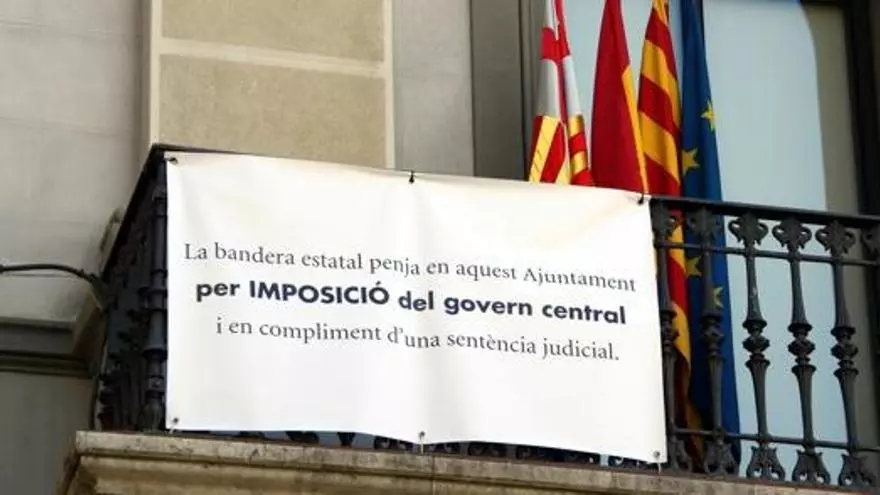 La bandera estatal penja en aquest Ajuntament
per IMPOSICIÓ del govern central
i en compliment d'una sentència judicial.